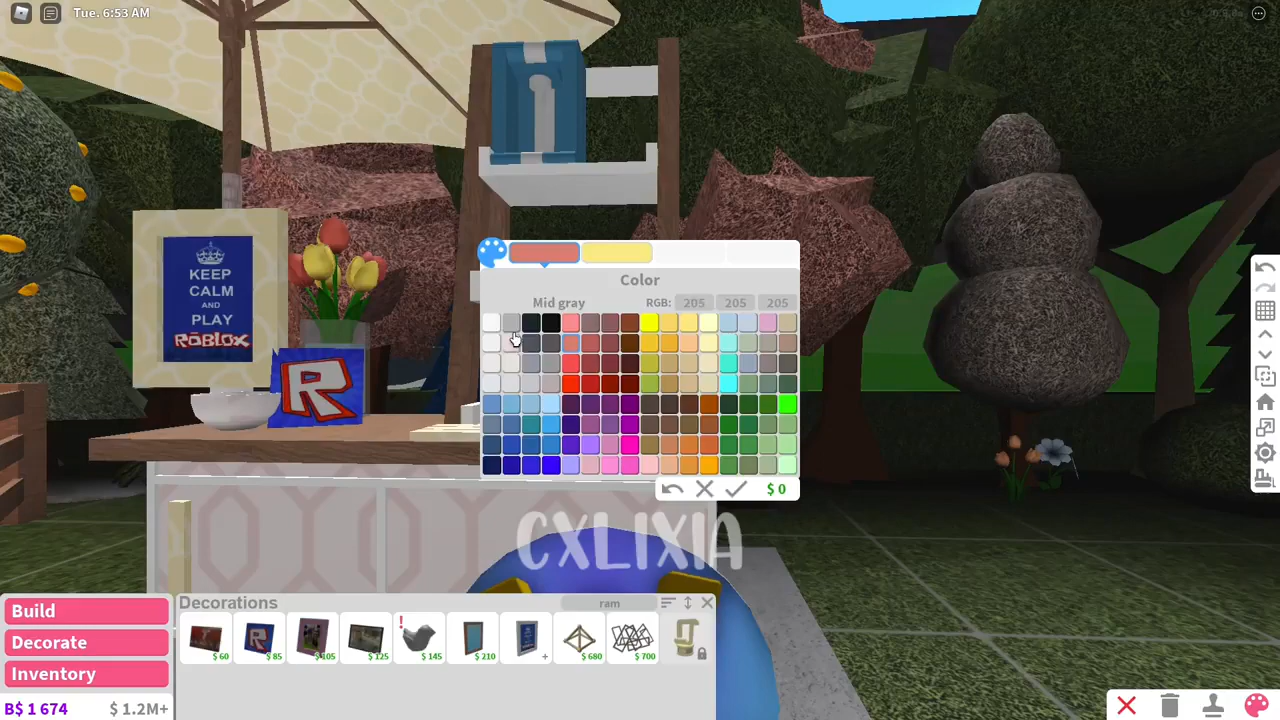 Tue. 6:53 AM
KEEP
CALM
AND
PLAY
ROBLOX
R
Color
Mid gray RGB: 205 205 205
$ 0
CXLIXIA
Build
Decorate
Inventory
B$ 1 674 $ 1.2M+
Decorations ram
! $ 60 $ 85 $ 105 $ 125 $ 145 $ 210 + $ 680 $ 700